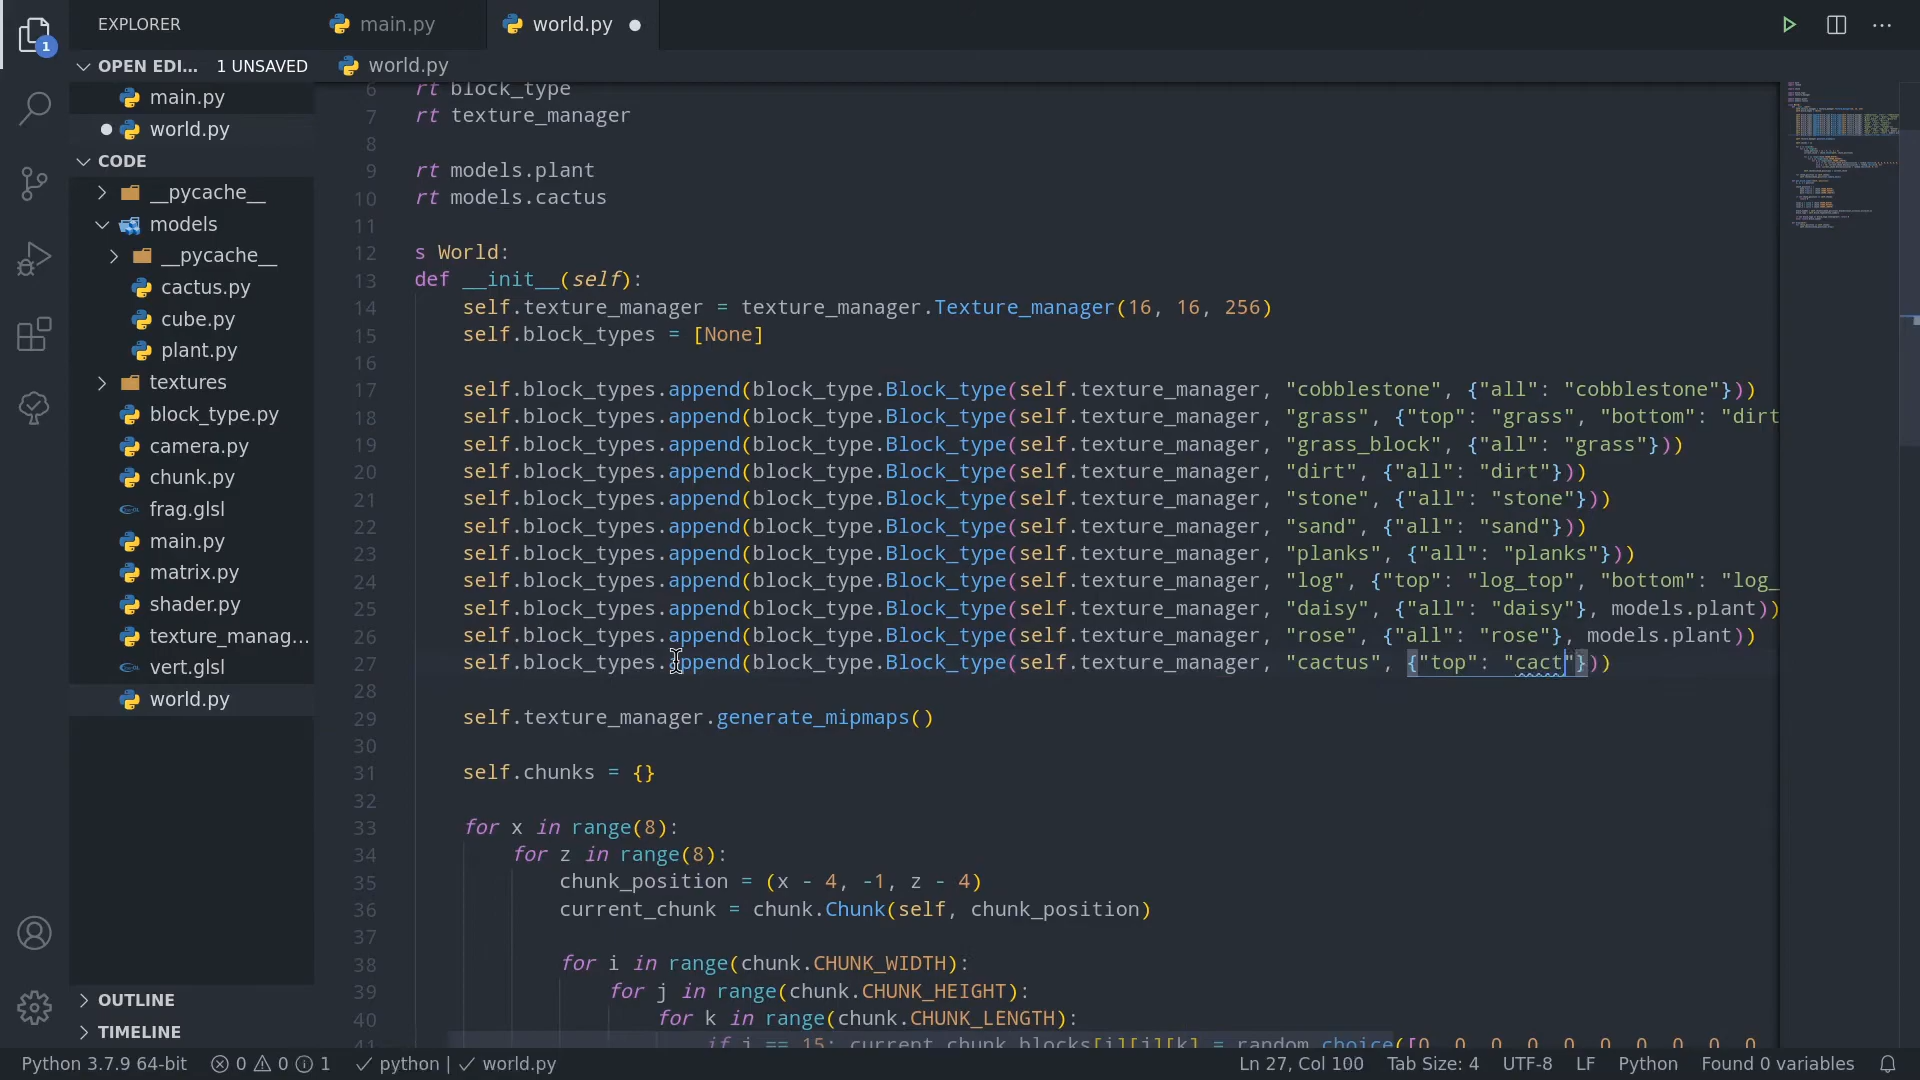 EXPLORER
main.py
world.py
OPEN EDI... 1 UNSAVED
main.py
world.py
CODE
__pycache__
models
__pycache__
cactus.py
cube.py
plant.py
textures
block_type.py
camera.py
chunk.py
frag.glsl
main.py
matrix.py
shader.py
texture_manag...
vert.glsl
world.py
OUTLINE
TIMELINE
world.py
6 rt block_type
7 rt texture_manager
8
9 rt models.plant
10 rt models.cactus
11
12 s World:
13 def __init__(self):
14 self.texture_manager = texture_manager.Texture_manager(16, 16, 256)
15 self.block_types = [None]
16
17 self.block_types.append(block_type.Block_type(self.texture_manager, "cobblestone", {"all": "cobblestone"}))
18 self.block_types.append(block_type.Block_type(self.texture_manager, "grass", {"top": "grass", "bottom": "dirt
19 self.block_types.append(block_type.Block_type(self.texture_manager, "grass_block", {"all": "grass"}))
20 self.block_types.append(block_type.Block_type(self.texture_manager, "dirt", {"all": "dirt"}))
21 self.block_types.append(block_type.Block_type(self.texture_manager, "stone", {"all": "stone"}))
22 self.block_types.append(block_type.Block_type(self.texture_manager, "sand", {"all": "sand"}))
23 self.block_types.append(block_type.Block_type(self.texture_manager, "planks", {"all": "planks"}))
24 self.block_types.append(block_type.Block_type(self.texture_manager, "log", {"top": "log_top", "bottom": "log_
25 self.block_types.append(block_type.Block_type(self.texture_manager, "daisy", {"all": "daisy"}, models.plant))
26 self.block_types.append(block_type.Block_type(self.texture_manager, "rose", {"all": "rose"}, models.plant))
27 self.block_types.append(block_type.Block_type(self.texture_manager, "cactus", {"top": "cact"}))
28
29 self.texture_manager.generate_mipmaps()
30
31 self.chunks = {}
32
33 for x in range(8):
34 for z in range(8):
35 chunk_position = (x - 4, -1, z - 4)
36 current_chunk = chunk.Chunk(self, chunk_position)
37
38 for i in range(chunk.CHUNK_WIDTH):
39 for j in range(chunk.CHUNK_HEIGHT):
40 for k in range(chunk.CHUNK_LENGTH):
41 if j == 15: current_chunk.blocks[i][j][k] = random.choice([0, 0, 0, 0, 0, 0, 0, 0
Python 3.7.9 64-bit 0 0 1 python | world.py Ln 27, Col 100 Tab Size: 4 UTF-8 LF Python Found 0 variables